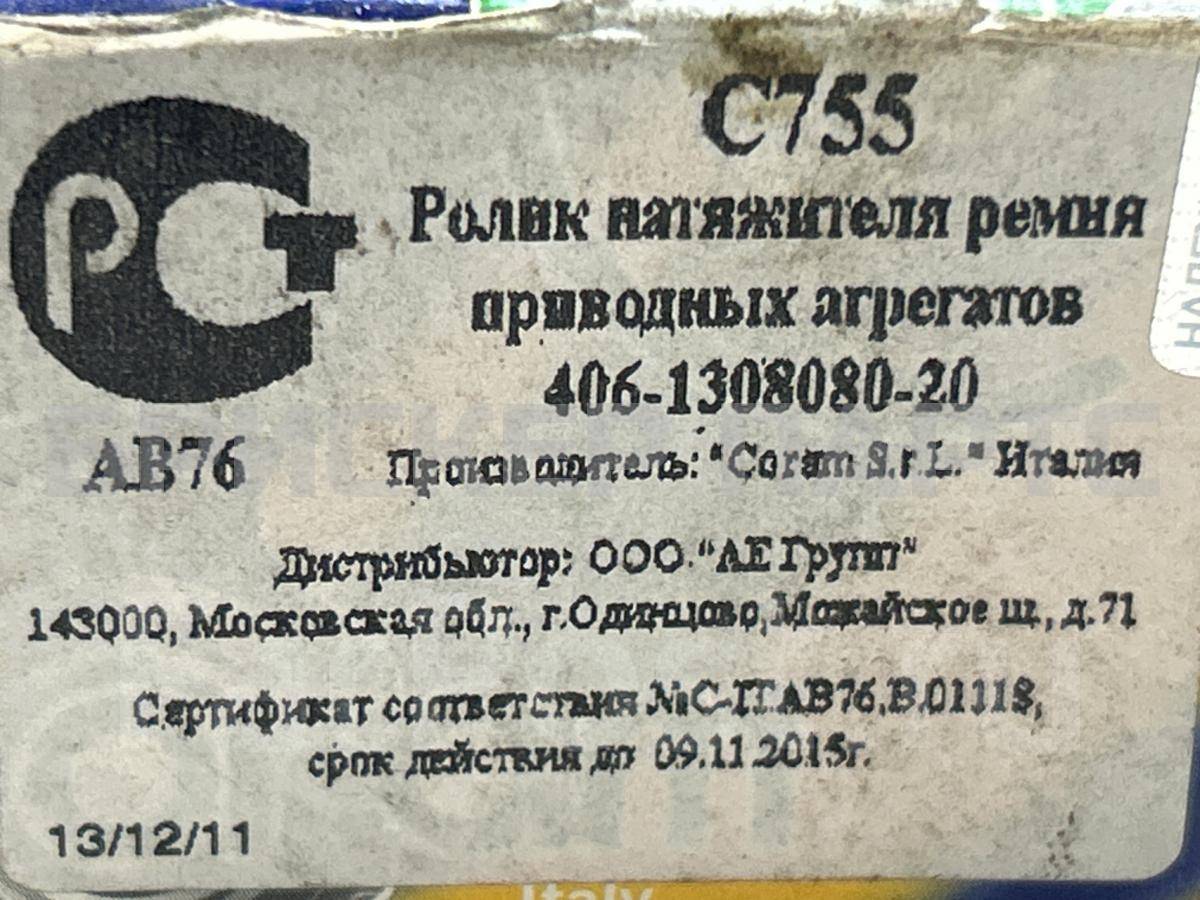 С755
Ролик натяжителя ремня
приводных агрегатов
406-1308080-20
РСТ
АВ76
Производитель: "Coram S.r.L." Италия
Дистрибьютор: ООО "АЕ Групп"
143000, Московская обл., г.Одинцово,Можайское ш., д.71
Сертификат соответствия №С-IT.АВ76.В.01118,
срок действия до 09.11.2015г.
13/12/11
Italy